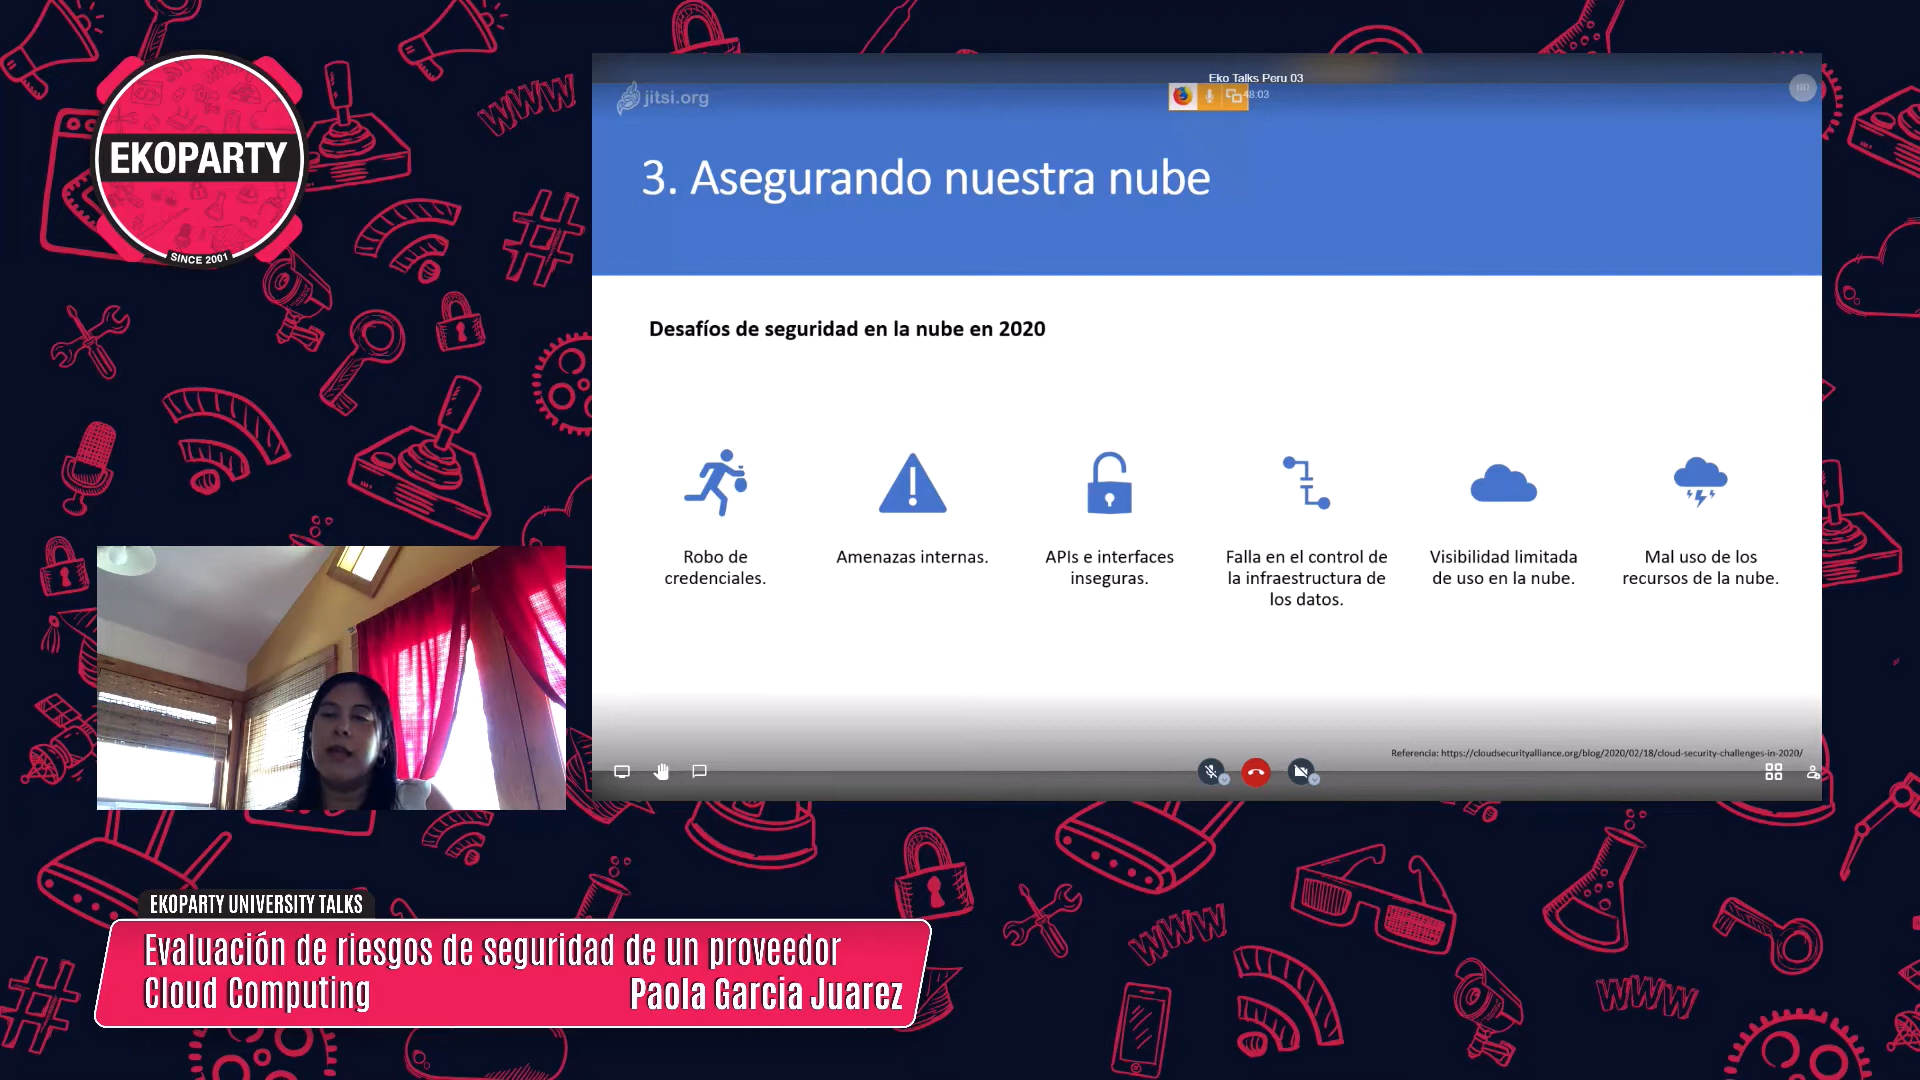 EKOPARTY
SINCE 2001
jitsi.org
Eko Talks Peru 03
48:03
HD
3. Asegurando nuestra nube
Desafíos de seguridad en la nube en 2020
Robo de
credenciales.
Amenazas internas.
APIs e interfaces
inseguras.
Falla en el control de
la infraestructura de
los datos.
Visibilidad limitada
de uso en la nube.
Mal uso de los
recursos de la nube.
Referencia: https://cloudsecurityalliance.org/blog/2020/02/18/cloud-security-challenges-in-2020/
EKOPARTY UNIVERSITY TALKS
Evaluación de riesgos de seguridad de un proveedor
Cloud Computing
Paola Garcia Juarez
WWW
WWW
WWW